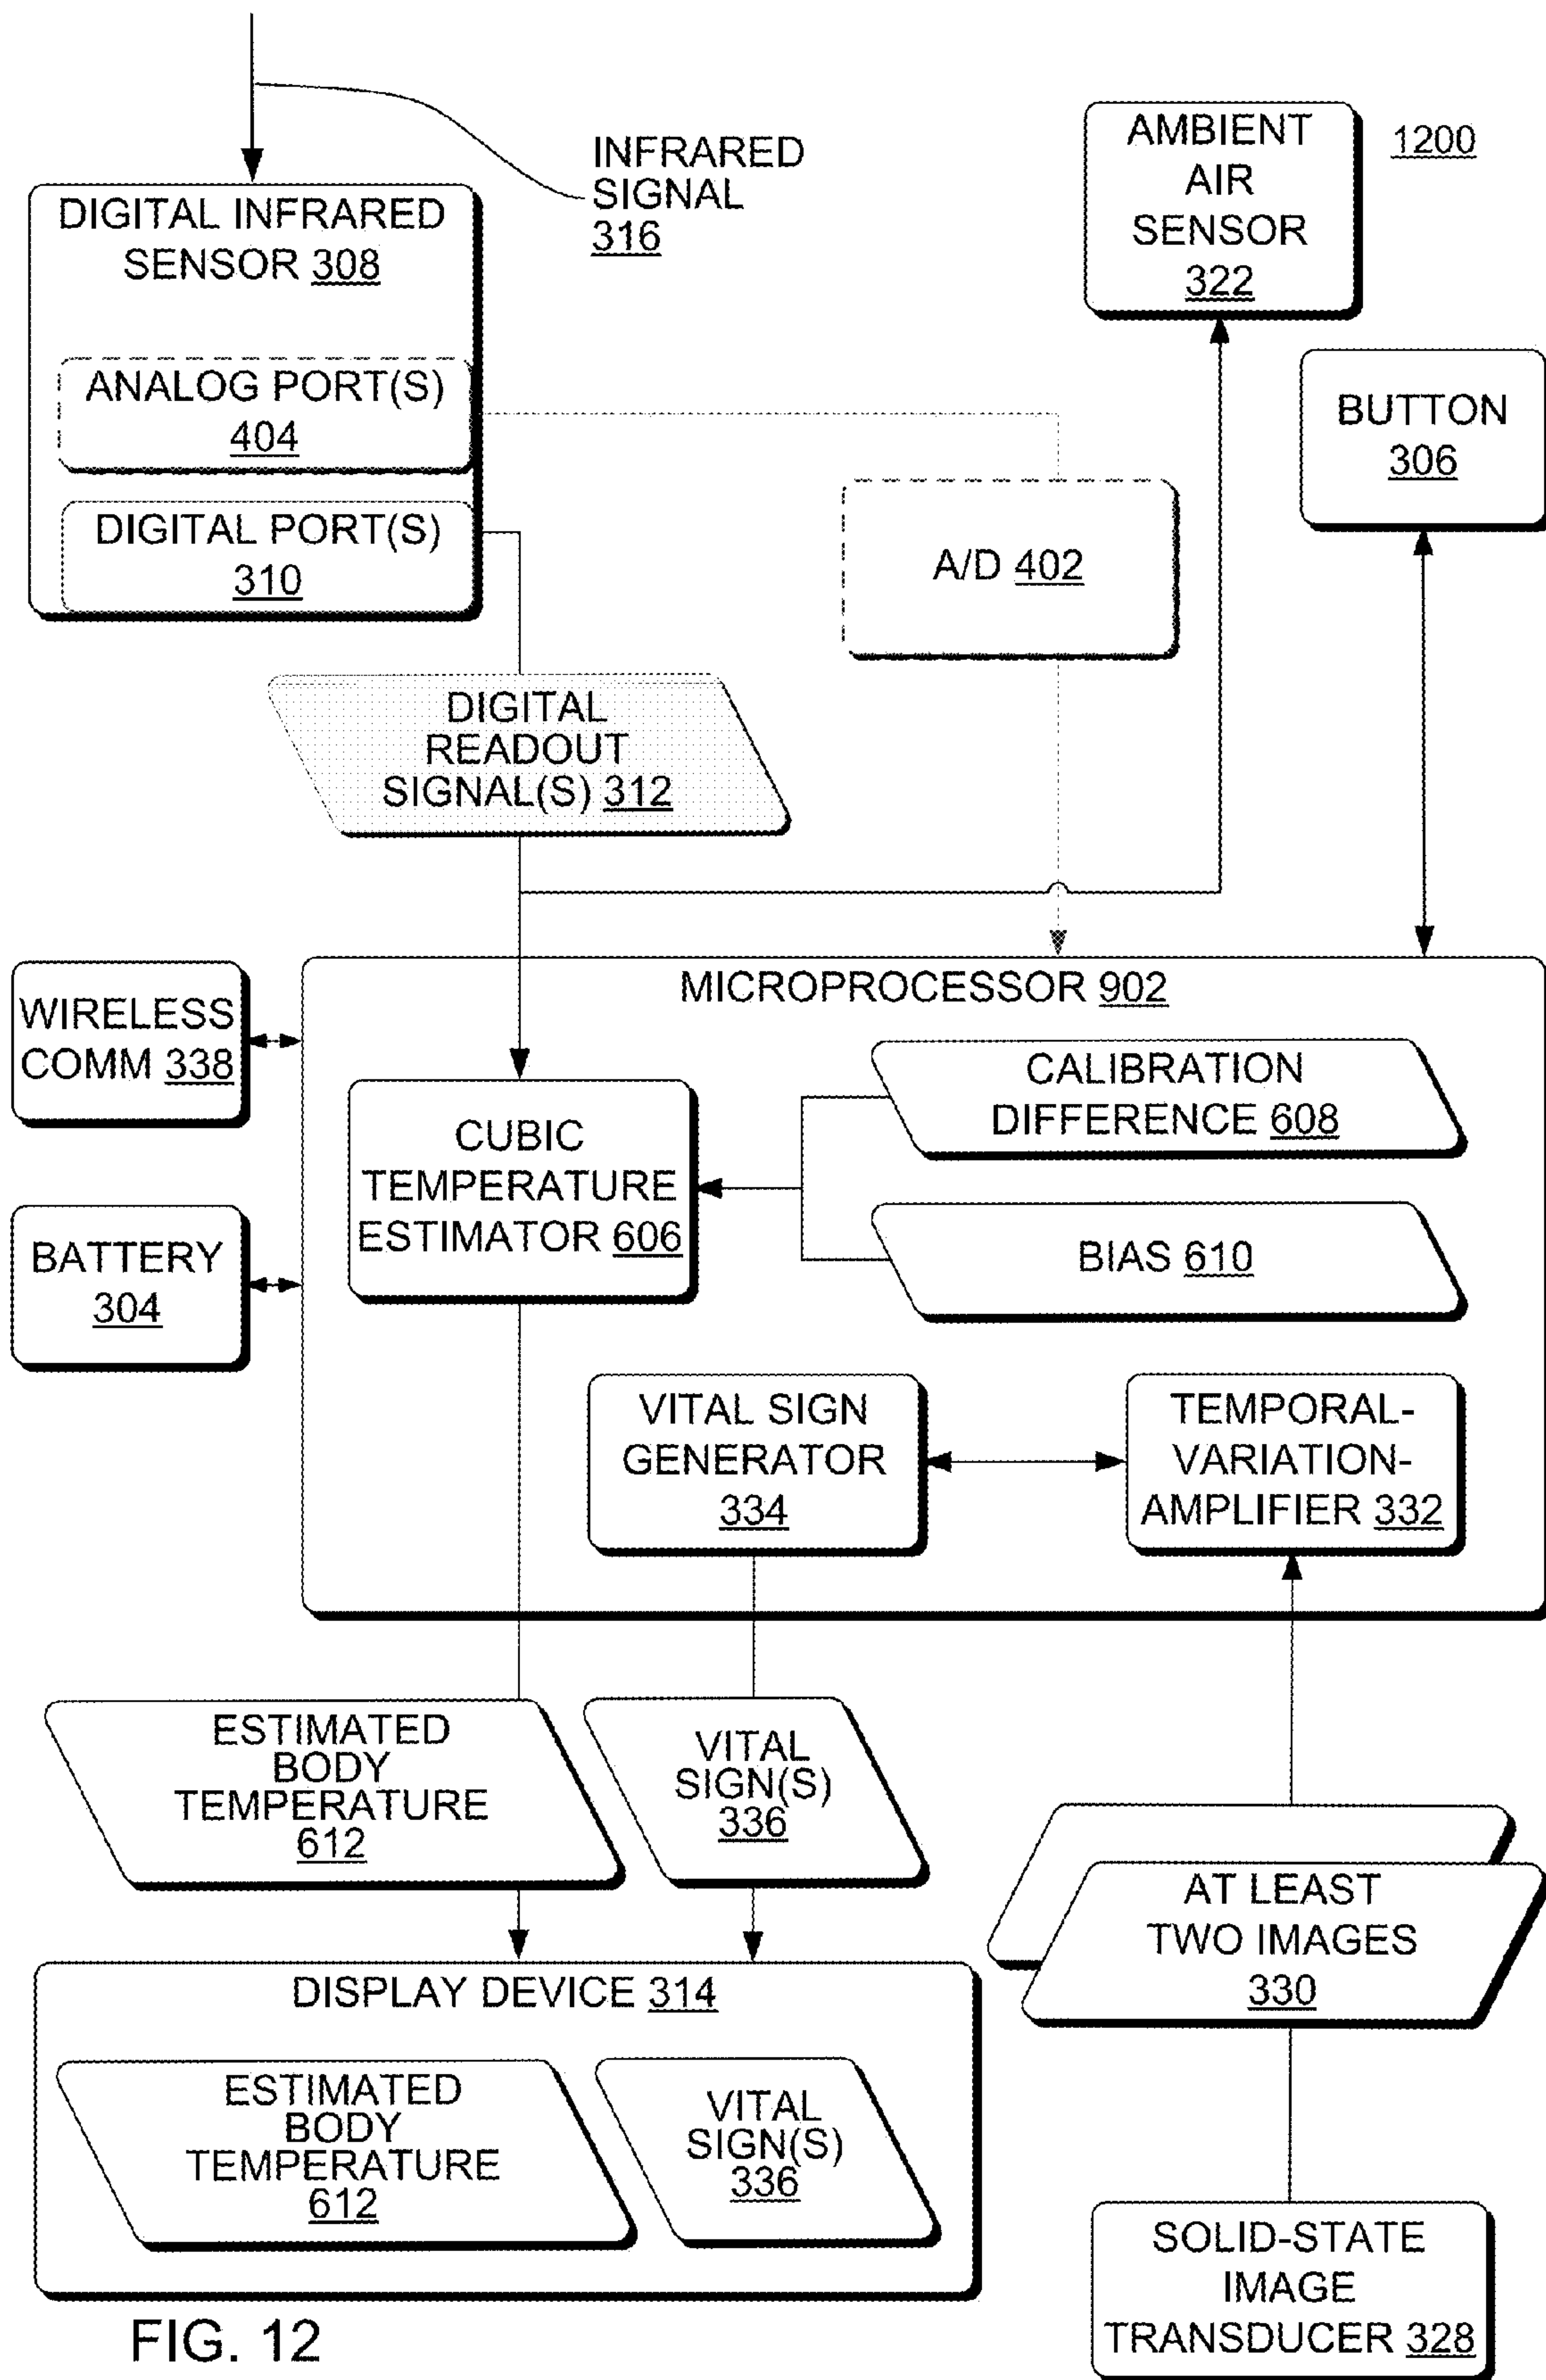 INFRARED
SIGNAL
316
AMBIENT
AIR
SENSOR
322
1200
DIGITAL INFRARED
SENSOR 308
ANALOG PORT(S)
404
DIGITAL PORT(S)
310
BUTTON
306
A/D 402
DIGITAL
READOUT
SIGNAL(S) 312
MICROPROCESSOR 902
WIRELESS
COMM 338
BATTERY
304
CUBIC
TEMPERATURE
ESTIMATOR 606
CALIBRATION
DIFFERENCE 608
BIAS 610
VITAL SIGN
GENERATOR
334
TEMPORAL-
VARIATION-
AMPLIFIER 332
ESTIMATED
BODY
TEMPERATURE
612
VITAL
SIGN(S)
336
AT LEAST
TWO IMAGES
330
DISPLAY DEVICE 314
ESTIMATED
BODY
TEMPERATURE
612
VITAL
SIGN(S)
336
SOLID-STATE
IMAGE
TRANSDUCER 328
FIG. 12